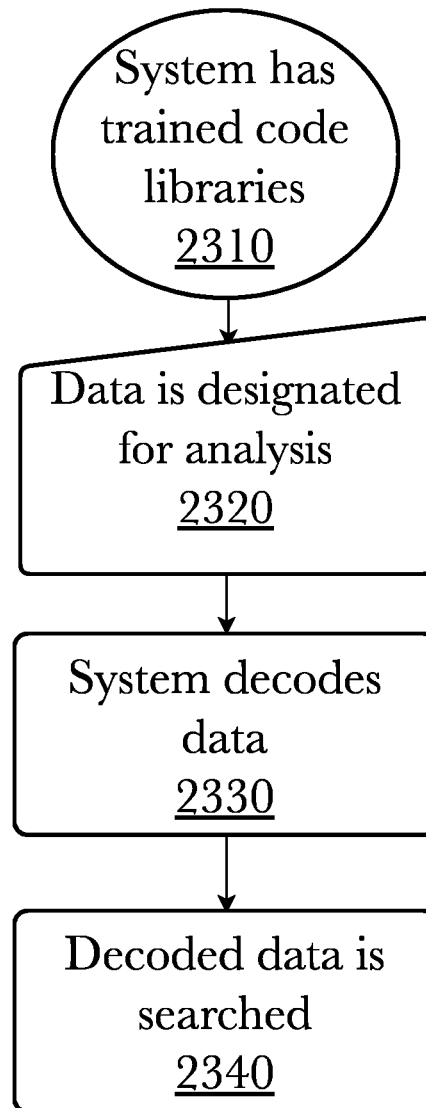 System has
trained code
libraries
2310
Data is designated
for analysis
2320
System decodes
data
2330
Decoded data is
searched
2340